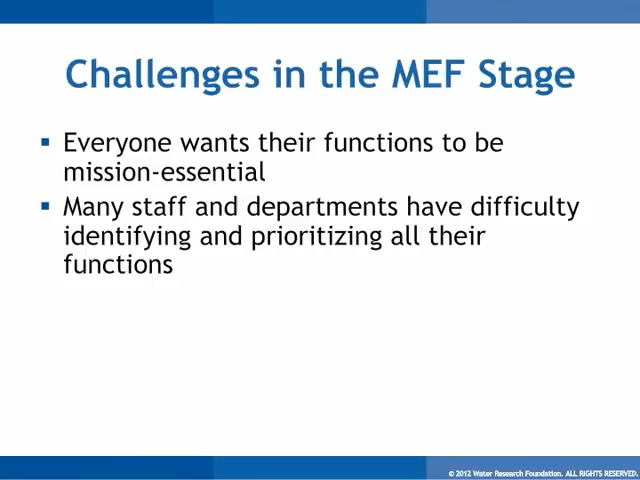 Challenges in the MEF Stage
▪ Everyone wants their functions to be
mission-essential
▪ Many staff and departments have difficulty
identifying and prioritizing all their
functions
© 2012 Water Research Foundation. ALL RIGHTS RESERVED.